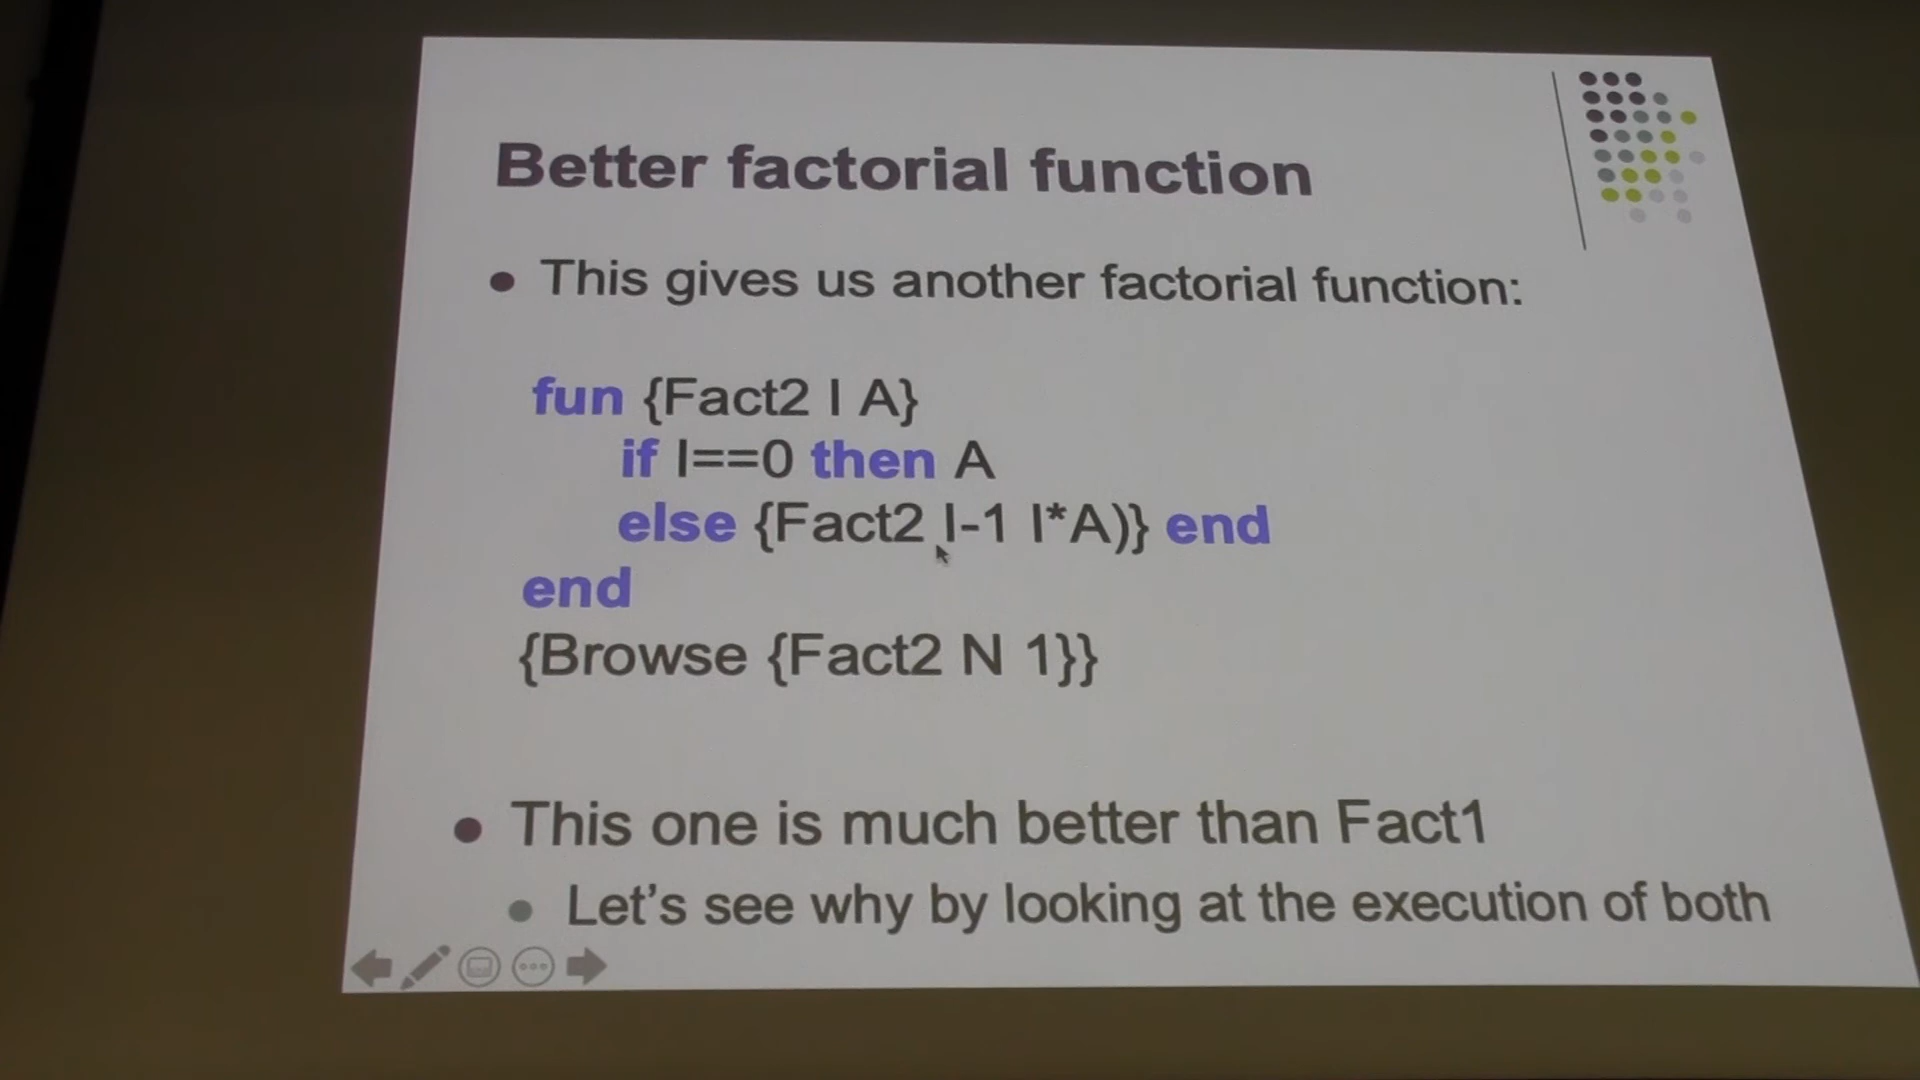 Better factorial function
This gives us another factorial function:
fun {Fact2 I A}
if I==0 then A
else {Fact2 I-1 I*A)} end
end
{Browse {Fact2 N 1}}
This one is much better than Fact1
Let's see why by looking at the execution of both